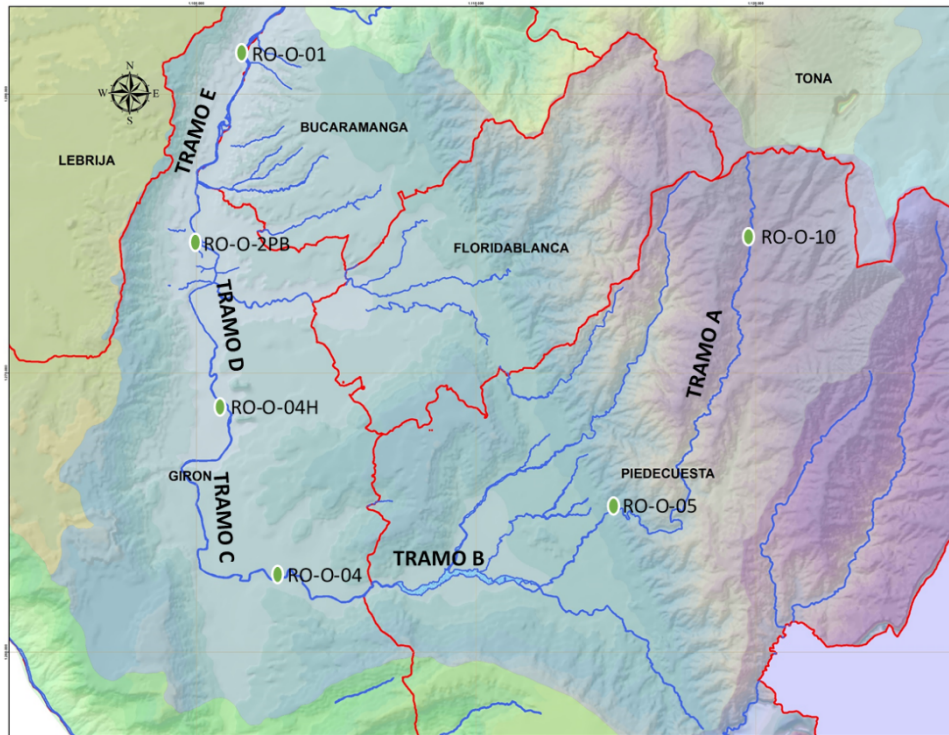 RO-O-01
N
W E
S
TONA
BUCARAMANGA
LEBRIJA
TRAMO E
RO-O-2PB
FLORIDABLANCA
RO-O-10
TRAMO D
TRAMO A
RO-O-04H
GIRON
TRAMO C
PIEDECUESTA
RO-O-05
TRAMO B
RO-O-04